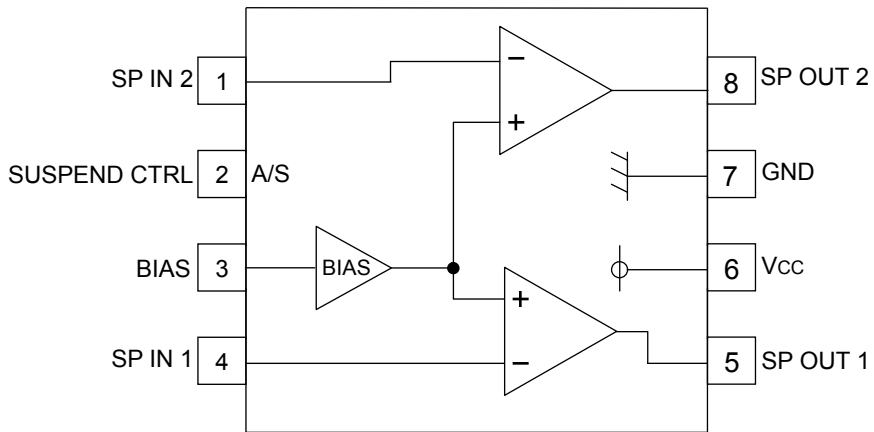 SP IN 2 1 − 8 SP OUT 2
+
SUSPEND CTRL 2 A/S 7 GND
BIAS 3 BIAS 6 VCC
+
SP IN 1 4 − 5 SP OUT 1